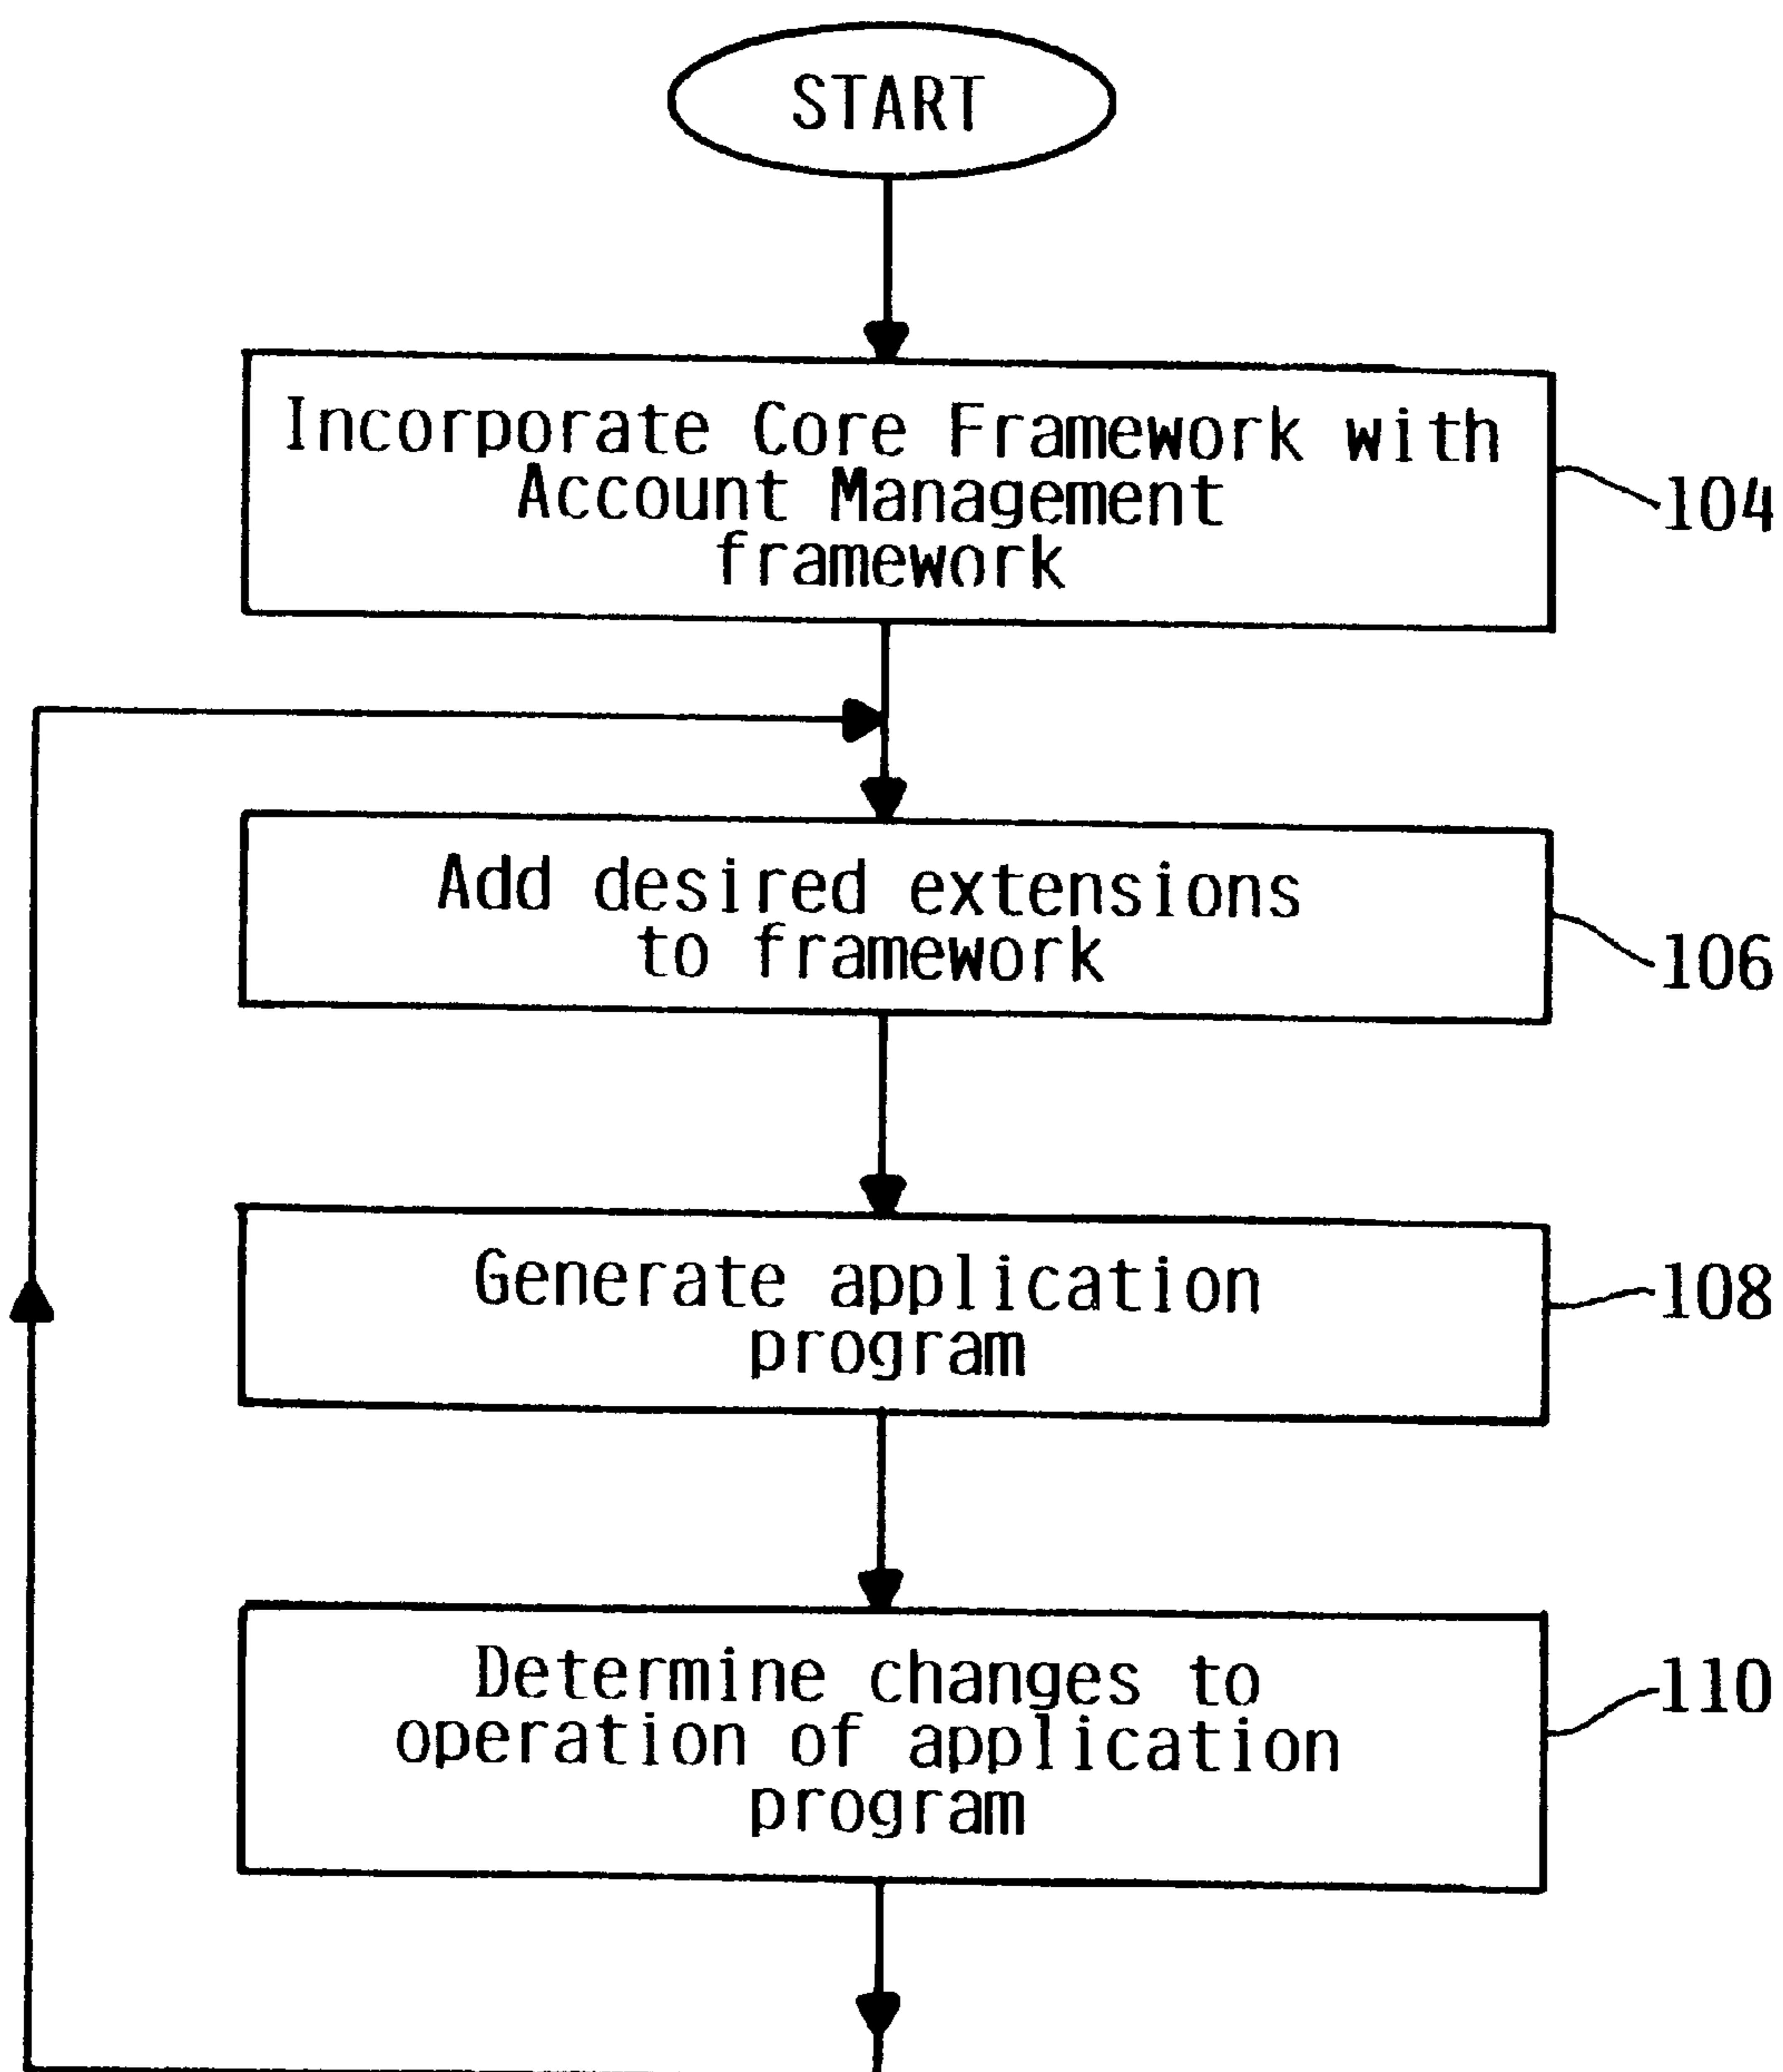 START
Incorporate Core Framework with
Account Management
framework
104
Add desired extensions
to framework
106
Generate application
program
108
Determine changes to
operation of application
program
110